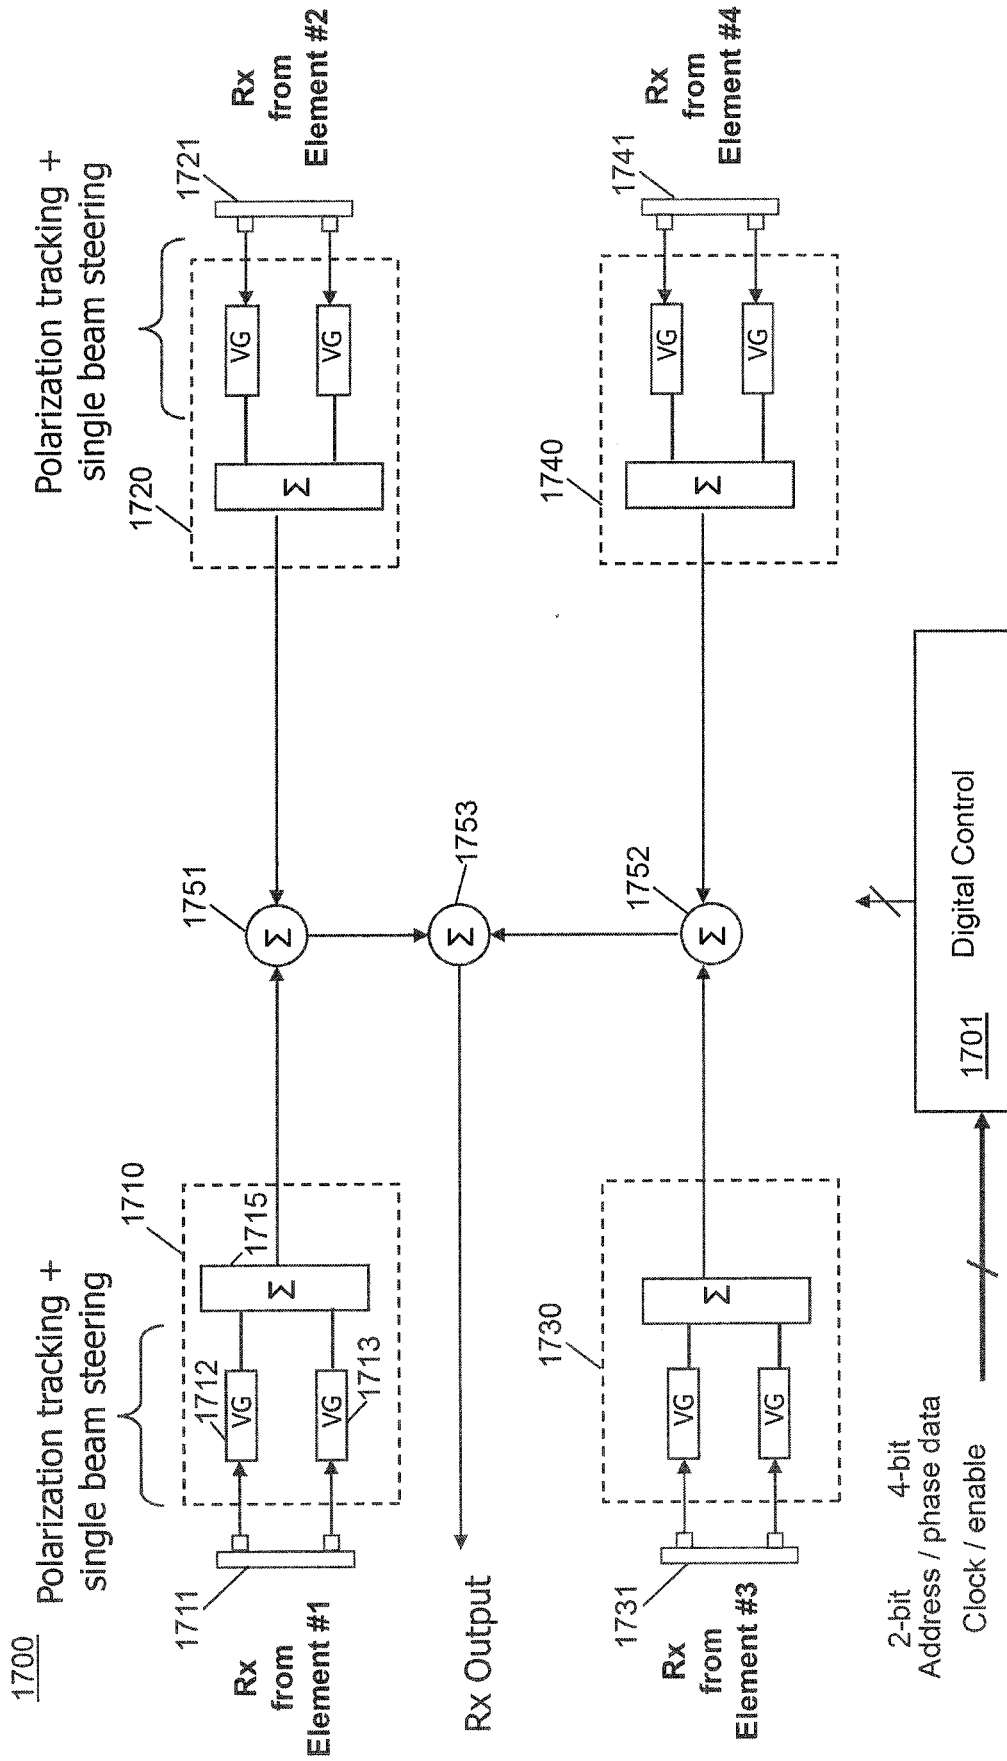 1700
Polarization tracking +
single beam steering
Polarization tracking +
single beam steering
1710
1720
1711
1712
VG
1713
VG
1715
Σ
1751
Σ
Σ
VG
VG
1721
Rx
from
Element #1
Rx
from
Element #2
Rx Output
1753
Σ
1730
1740
1731
VG
VG
Σ
1752
Σ
Σ
VG
VG
1741
Rx
from
Element #3
Rx
from
Element #4
2-bit 4-bit
Address / phase data
Clock / enable
1701
Digital Control